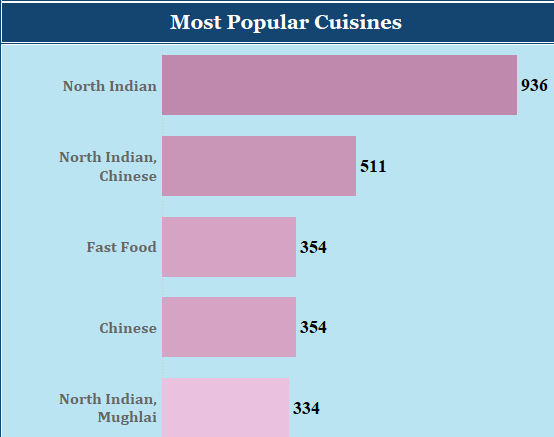 Most Popular Cuisines
North Indian
936
North Indian,
Chinese
511
Fast Food
354
Chinese
354
North Indian,
Mughlai
334